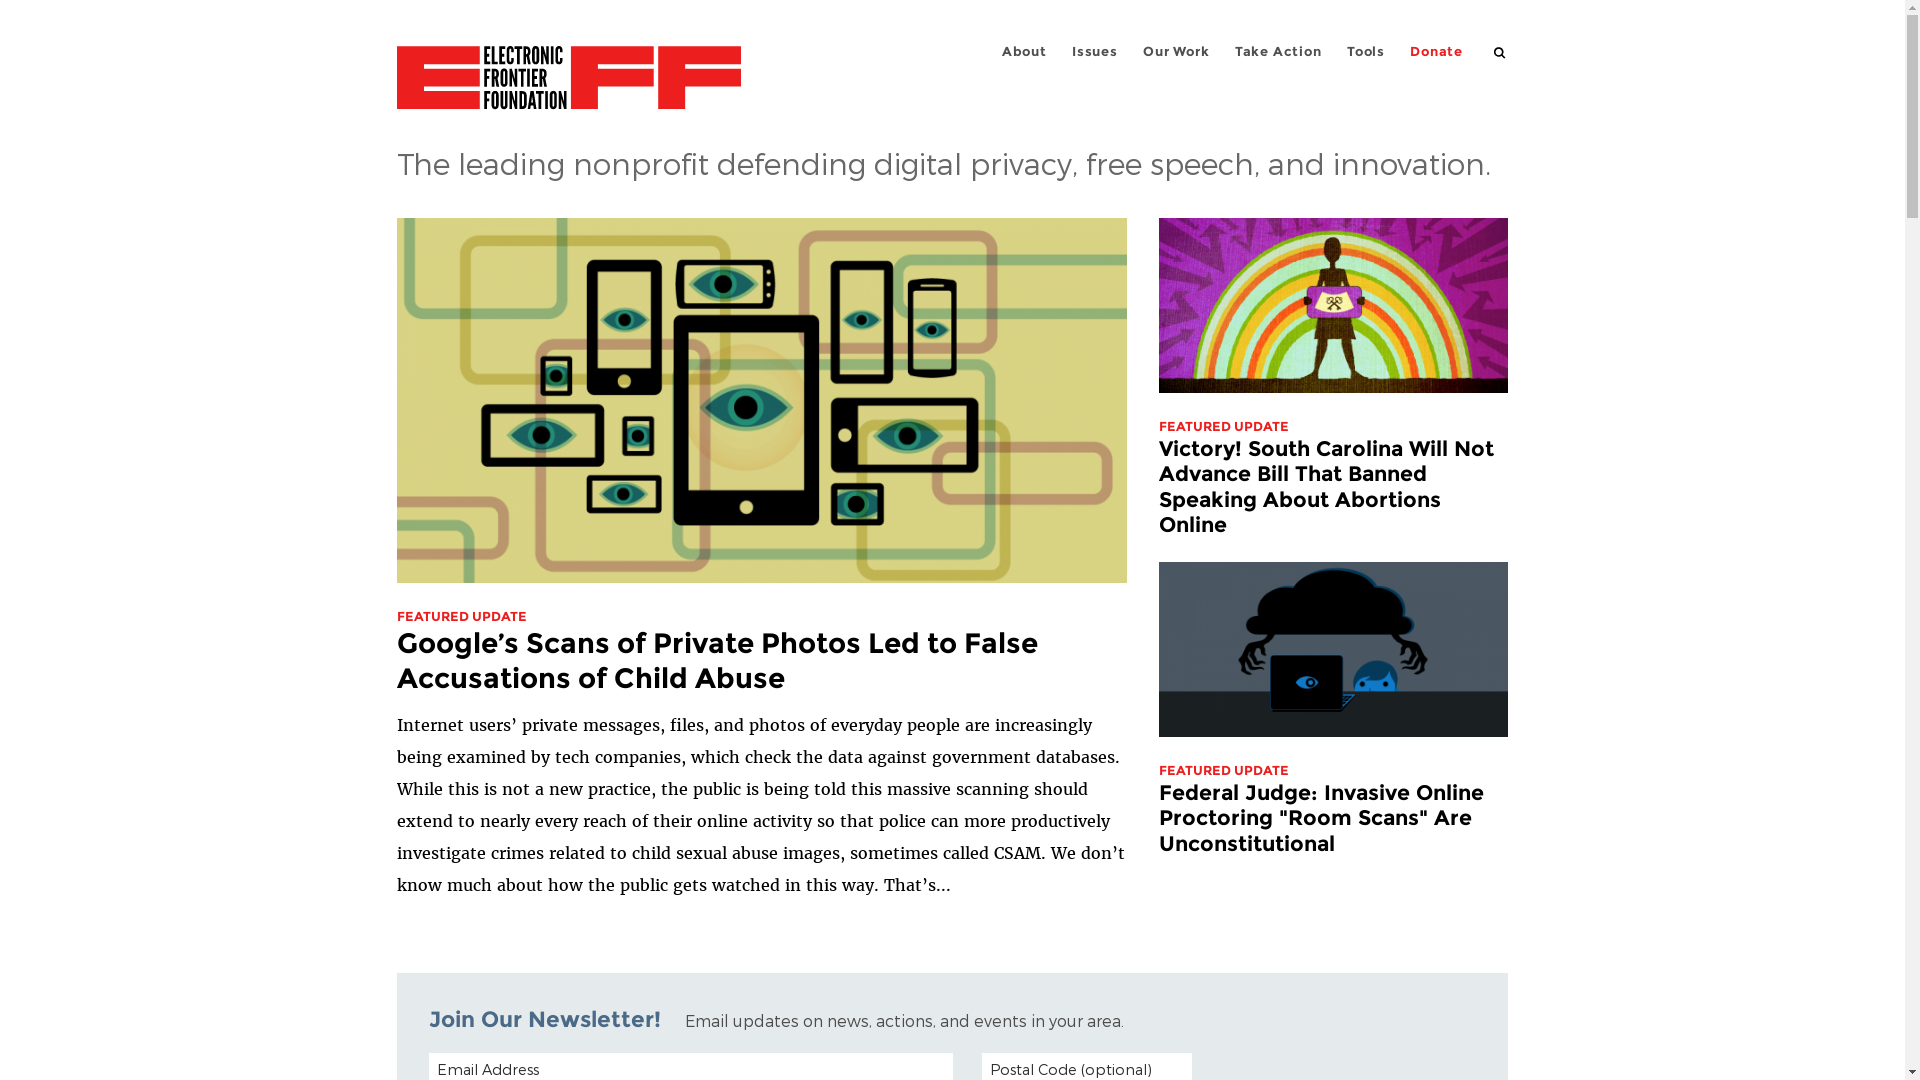 ELECTRONIC
FRONTIER
FOUNDATION
EFF
About Issues Our Work Take Action Tools Donate
The leading nonprofit defending digital privacy, free speech, and innovation.
FEATURED UPDATE
Google’s Scans of Private Photos Led to False
Accusations of Child Abuse
Internet users’ private messages, files, and photos of everyday people are increasingly
being examined by tech companies, which check the data against government databases.
While this is not a new practice, the public is being told this massive scanning should
extend to nearly every reach of their online activity so that police can more productively
investigate crimes related to child sexual abuse images, sometimes called CSAM. We don’t
know much about how the public gets watched in this way. That’s...
FEATURED UPDATE
Victory! South Carolina Will Not
Advance Bill That Banned
Speaking About Abortions
Online
FEATURED UPDATE
Federal Judge: Invasive Online
Proctoring "Room Scans" Are
Unconstitutional
Join Our Newsletter! Email updates on news, actions, and events in your area.
Email Address Postal Code (optional)